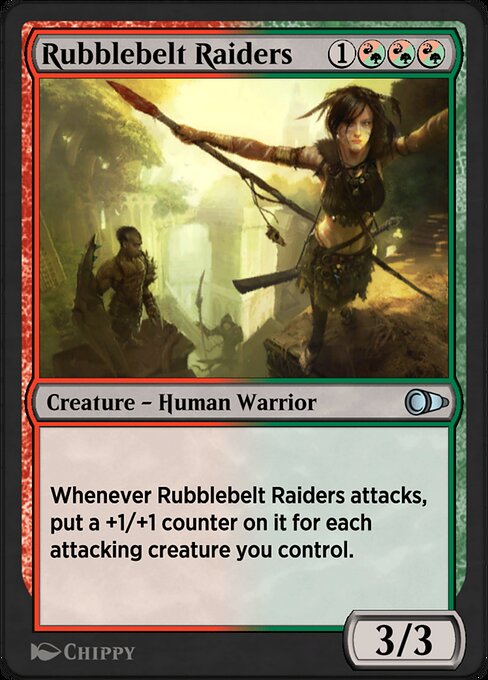 Rubblebelt Raiders 1
Creature – Human Warrior
Whenever Rubblebelt Raiders attacks,
put a +1/+1 counter on it for each
attacking creature you control.
3/3
Chippy